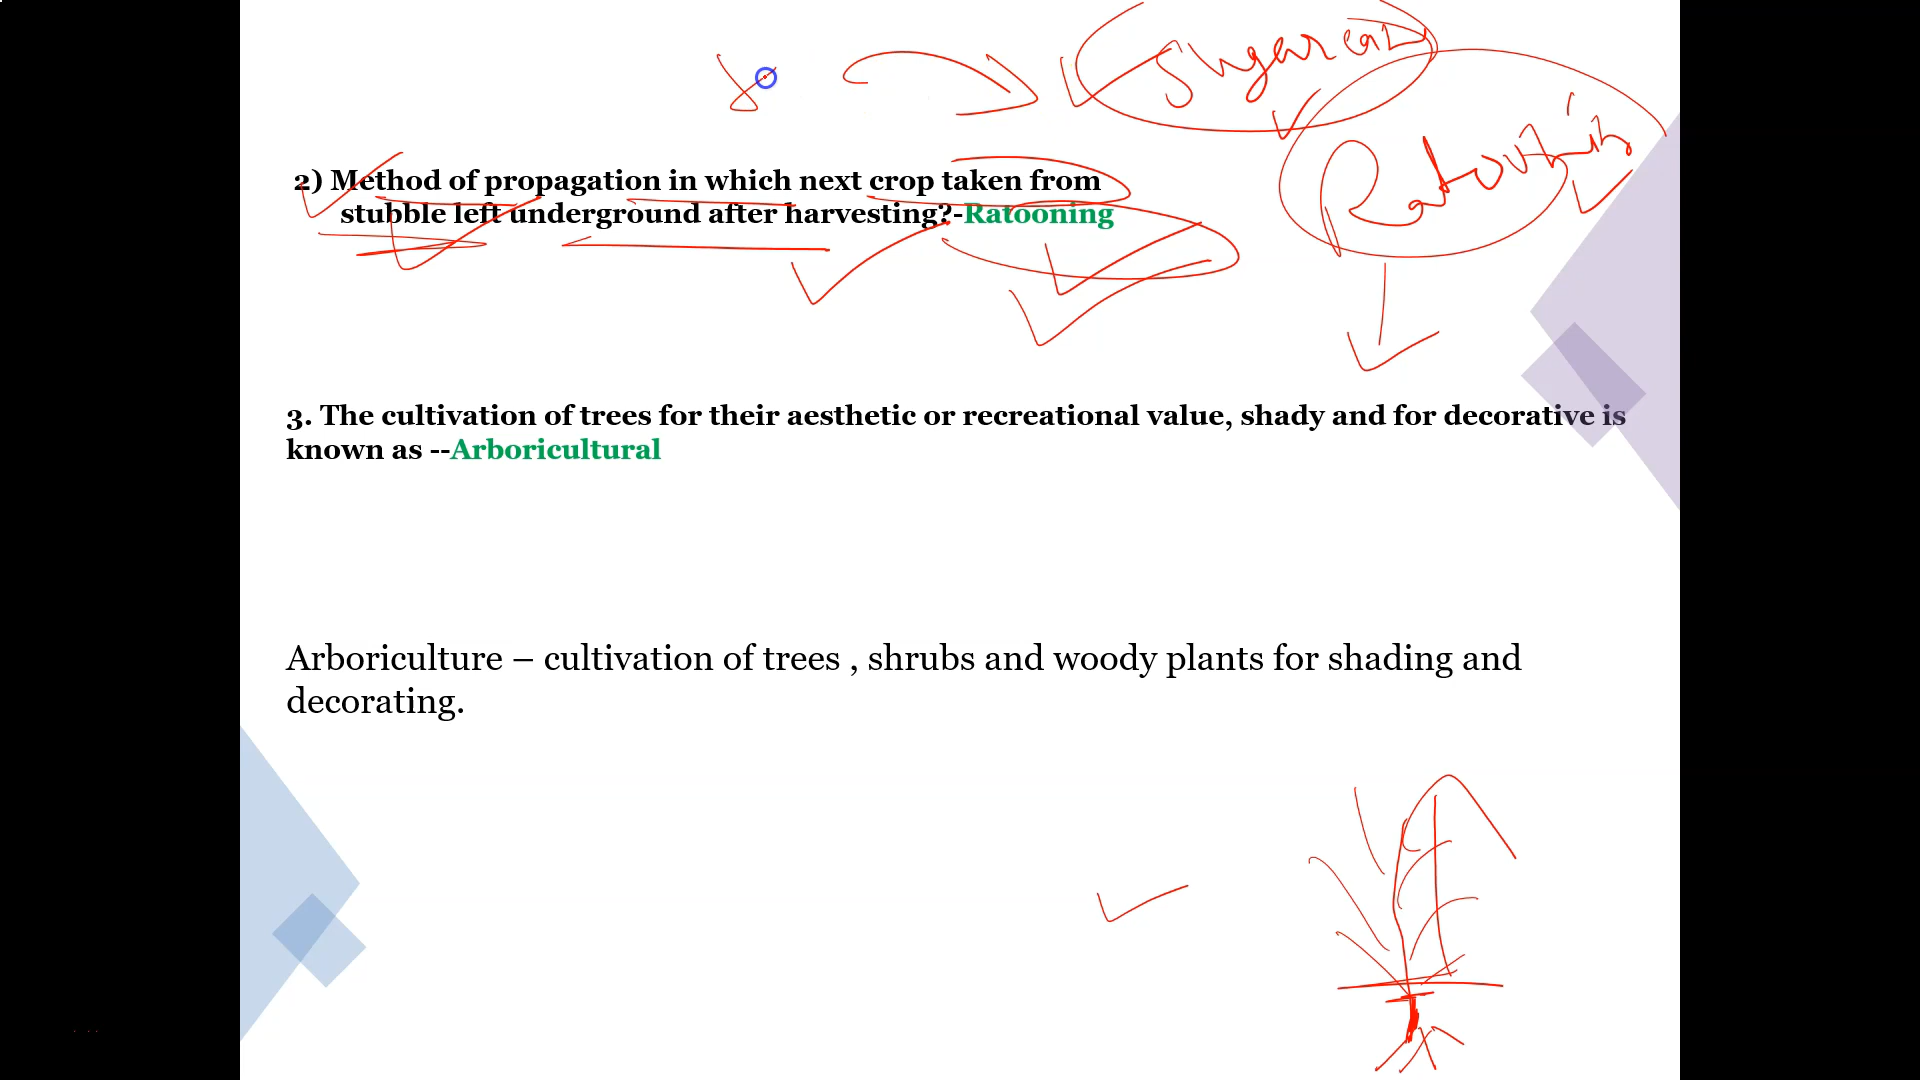 Sugarcan
Ratoonin
2) Method of propagation in which next crop taken from
stubble left underground after harvesting?-Ratooning
3. The cultivation of trees for their aesthetic or recreational value, shady and for decorative is
known as --Arboricultural
Arboriculture – cultivation of trees , shrubs and woody plants for shading and
decorating.